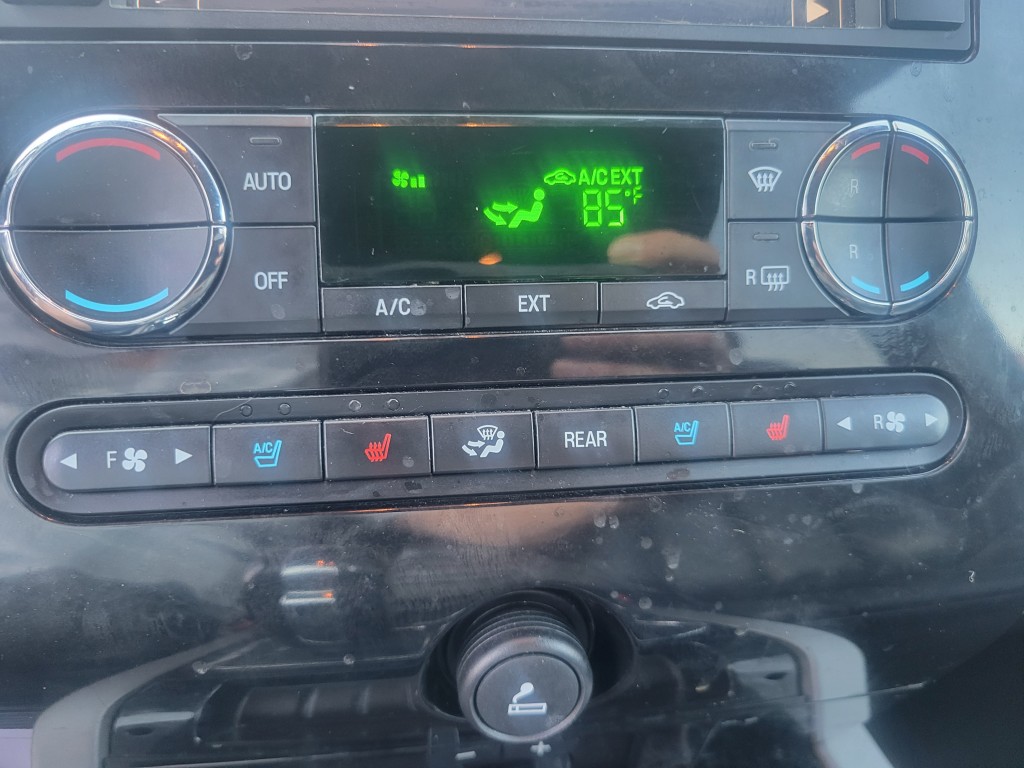 AUTO
OFF
A/C EXT
85°F
A/C
EXT
R
R
R
F
A/C
REAR
A/C
R
- +